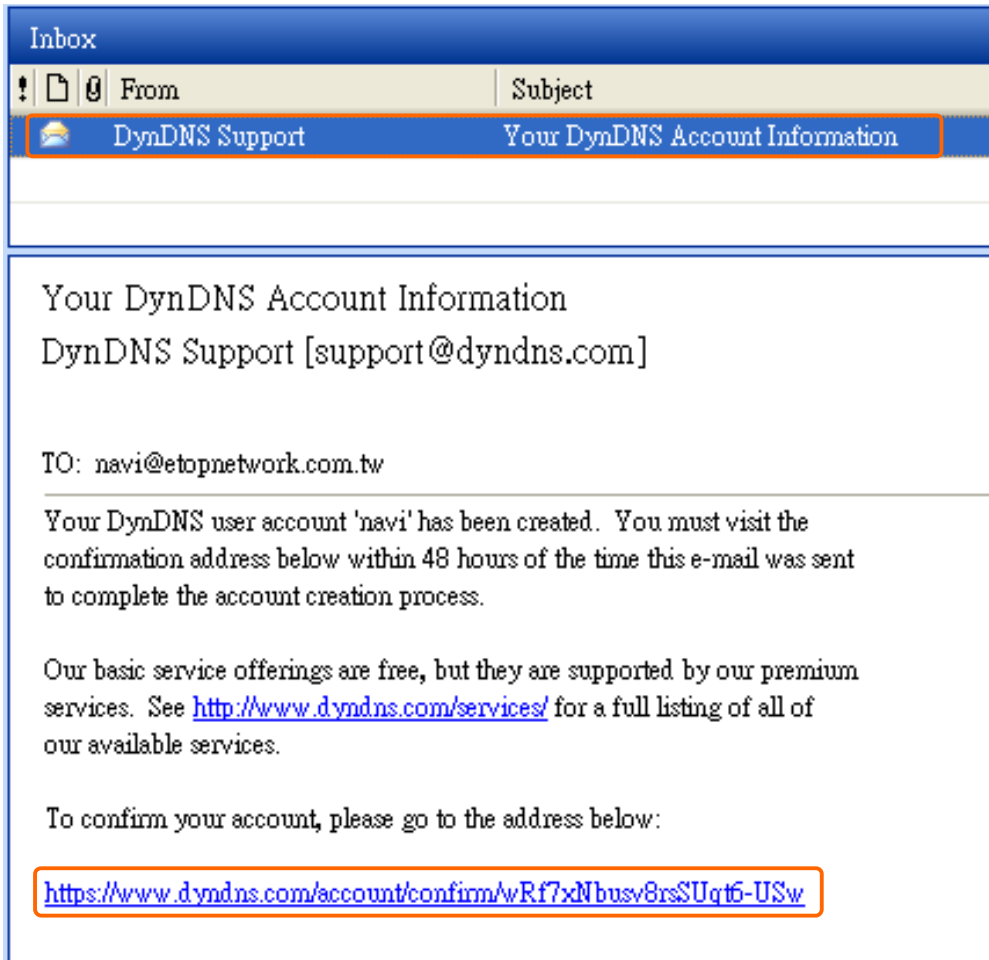 Inbox
From Subject
DynDNS Support Your DynDNS Account Information
Your DynDNS Account Information
DynDNS Support [support@dyndns.com]
TO: navi@etopnetwork.com.tw
Your DynDNS user account 'navi' has been created. You must visit the
confirmation address below within 48 hours of the time this e-mail was sent
to complete the account creation process.
Our basic service offerings are free, but they are supported by our premium
services. See http://www.dyndns.com/services/ for a full listing of all of
our available services.
To confirm your account, please go to the address below:
https://www.dyndns.com/account/confirm/wRf7xNbusv8rsSUqt6-USw